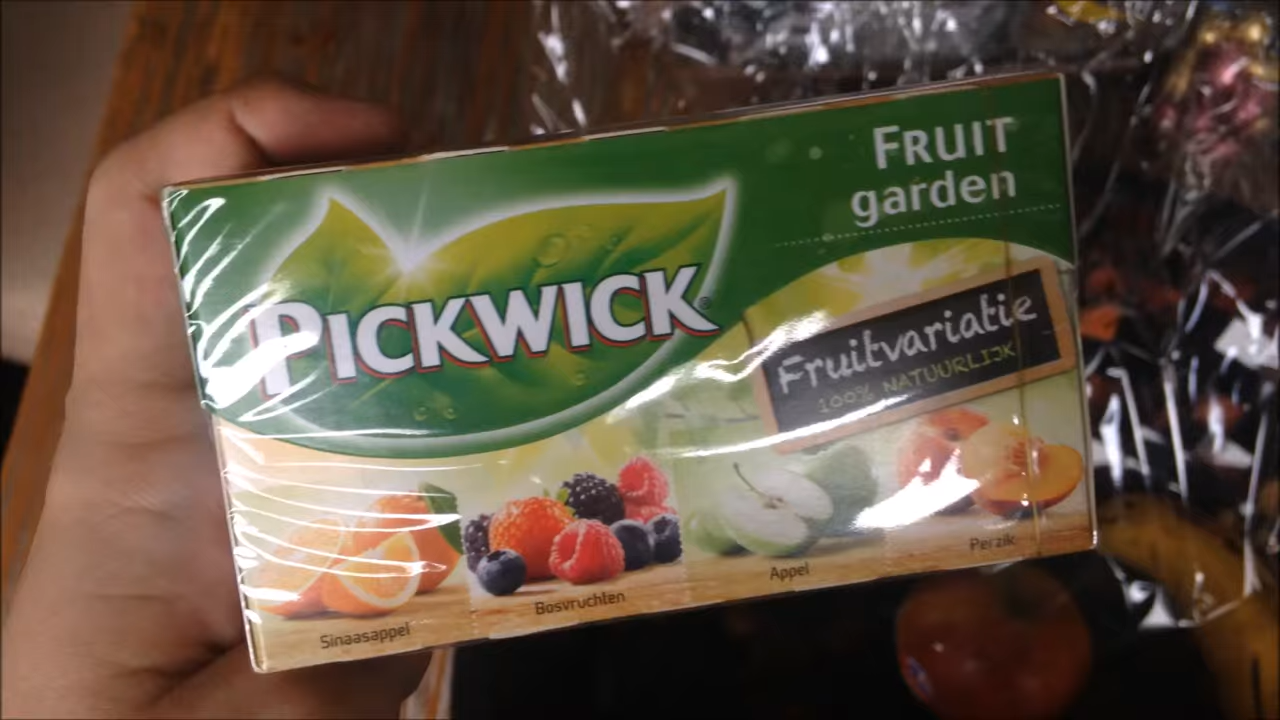 FRUIT
garden
PICKWICK®
Fruitvariatie
100% NATUURLIJK
Sinaasappel
Bosvruchten
Appel
Perzik